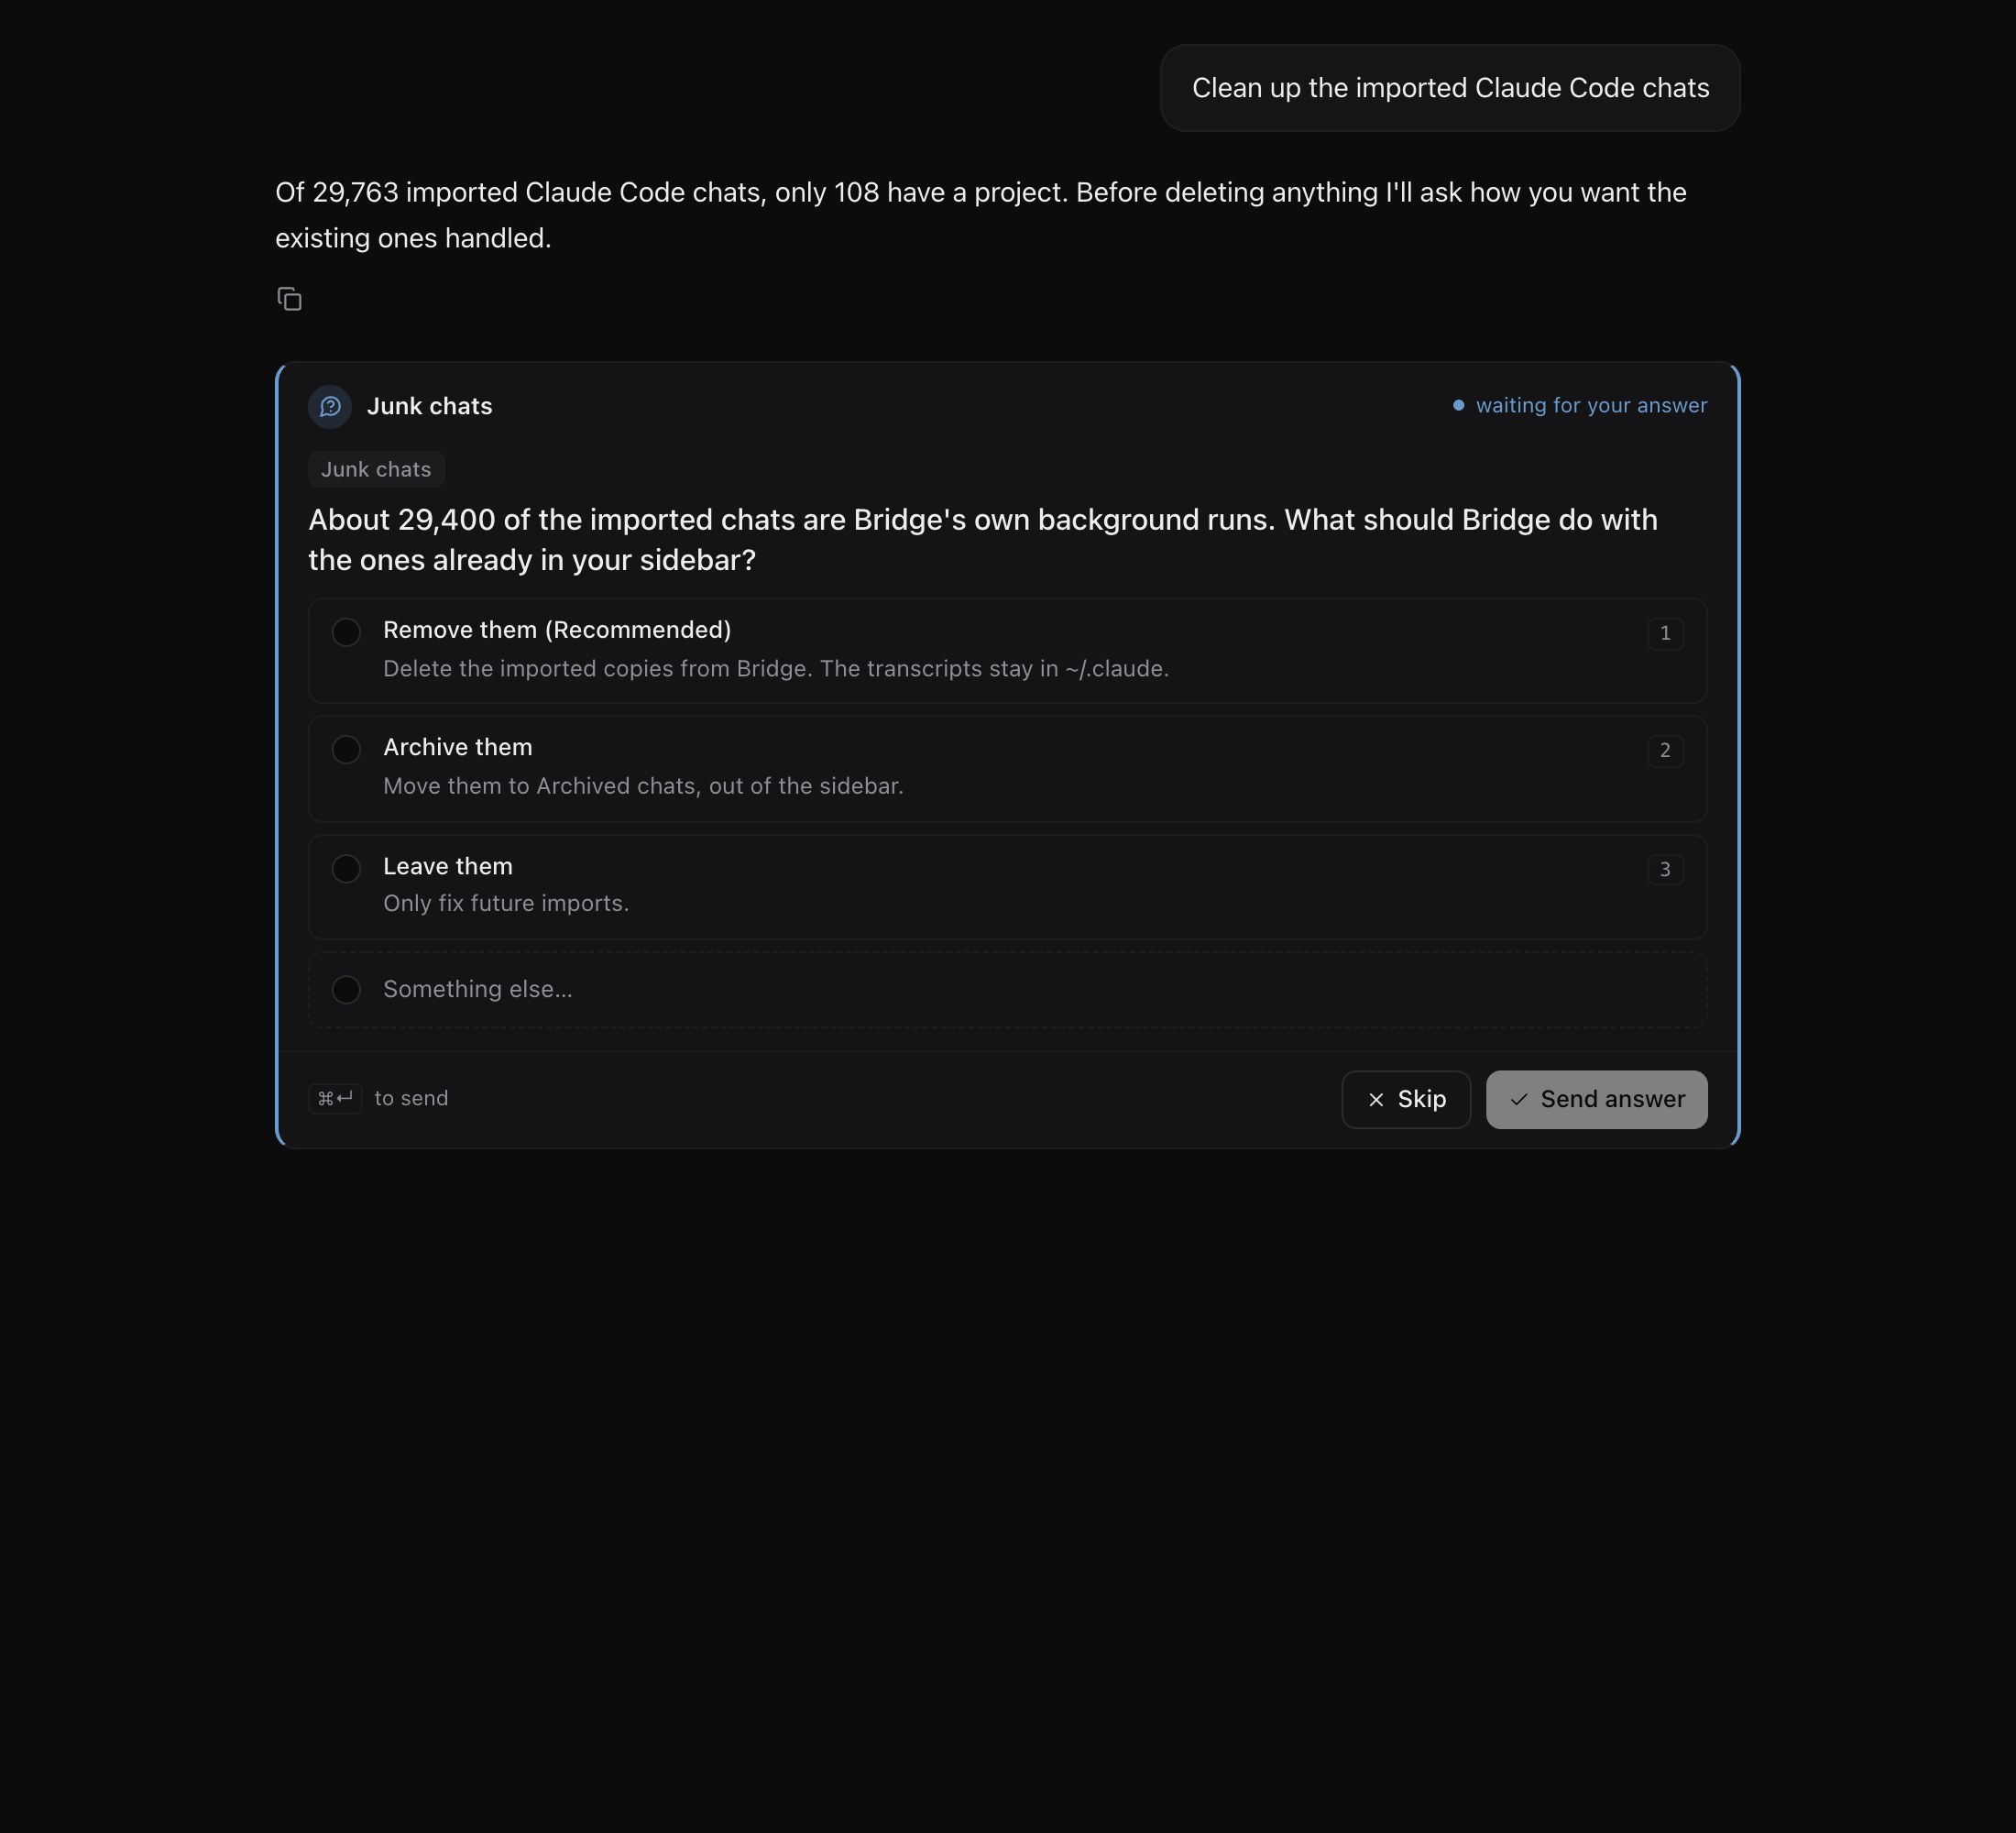 Clean up the imported Claude Code chats
Of 29,763 imported Claude Code chats, only 108 have a project. Before deleting anything I'll ask how you want the
existing ones handled.
Junk chats
waiting for your answer
Junk chats
About 29,400 of the imported chats are Bridge's own background runs. What should Bridge do with
the ones already in your sidebar?
Remove them (Recommended)
1
Delete the imported copies from Bridge. The transcripts stay in ~/.claude.
Archive them
2
Move them to Archived chats, out of the sidebar.
Leave them
3
Only fix future imports.
Something else...
⌘↵ to send
Skip
Send answer